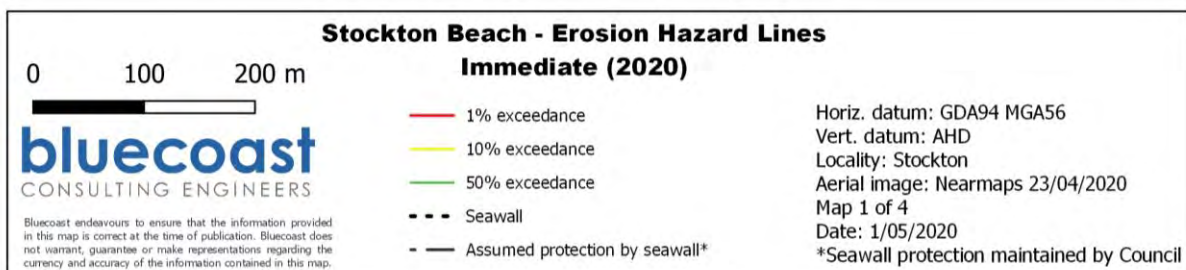 Stockton Beach - Erosion Hazard Lines
Immediate (2020)
0 100 200 m
bluecoast
CONSULTING ENGINEERS
Bluecoast endeavours to ensure that the information provided
in this map is correct at the time of publication. Bluecoast does
not warrant, guarantee or make representations regarding the
currency and accuracy of the information contained in this map.
1% exceedance
10% exceedance
50% exceedance
Seawall
Assumed protection by seawall*
Horiz. datum: GDA94 MGA56
Vert. datum: AHD
Locality: Stockton
Aerial image: Nearmaps 23/04/2020
Map 1 of 4
Date: 1/05/2020
*Seawall protection maintained by Council